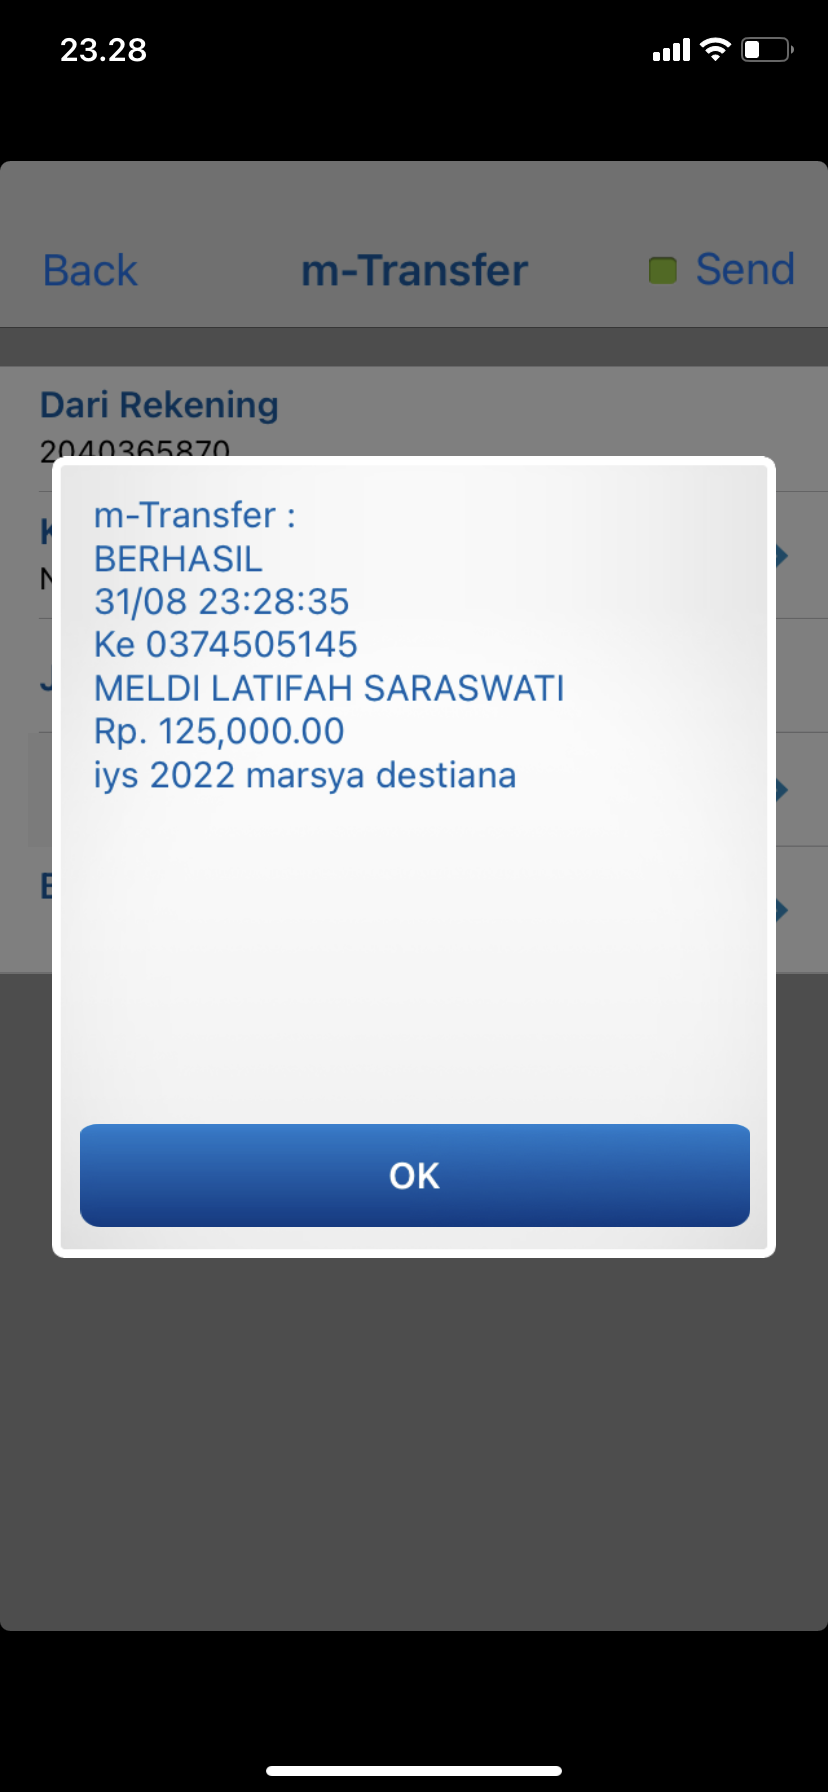 23.28
Back m-Transfer Send
Dari Rekening
2040365870
m-Transfer :
BERHASIL
31/08 23:28:35
Ke 0374505145
MELDI LATIFAH SARASWATI
Rp. 125,000.00
iys 2022 marsya destiana
OK